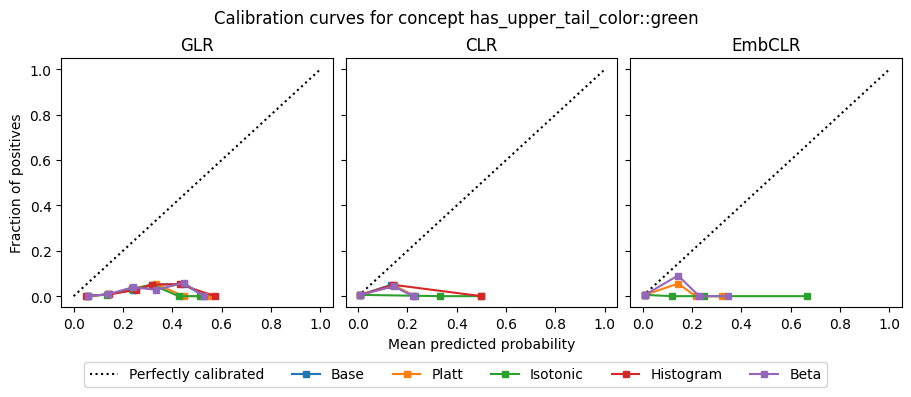 Calibration curves for concept has_upper_tail_color::green
GLR
CLR
EmbCLR
Fraction of positives
1.0
0.8
0.6
0.4
0.2
0.0
0.0 0.2 0.4 0.6 0.8 1.0
0.0 0.2 0.4 0.6 0.8 1.0
0.0 0.2 0.4 0.6 0.8 1.0
Mean predicted probability
Perfectly calibrated Base Platt Isotonic Histogram Beta